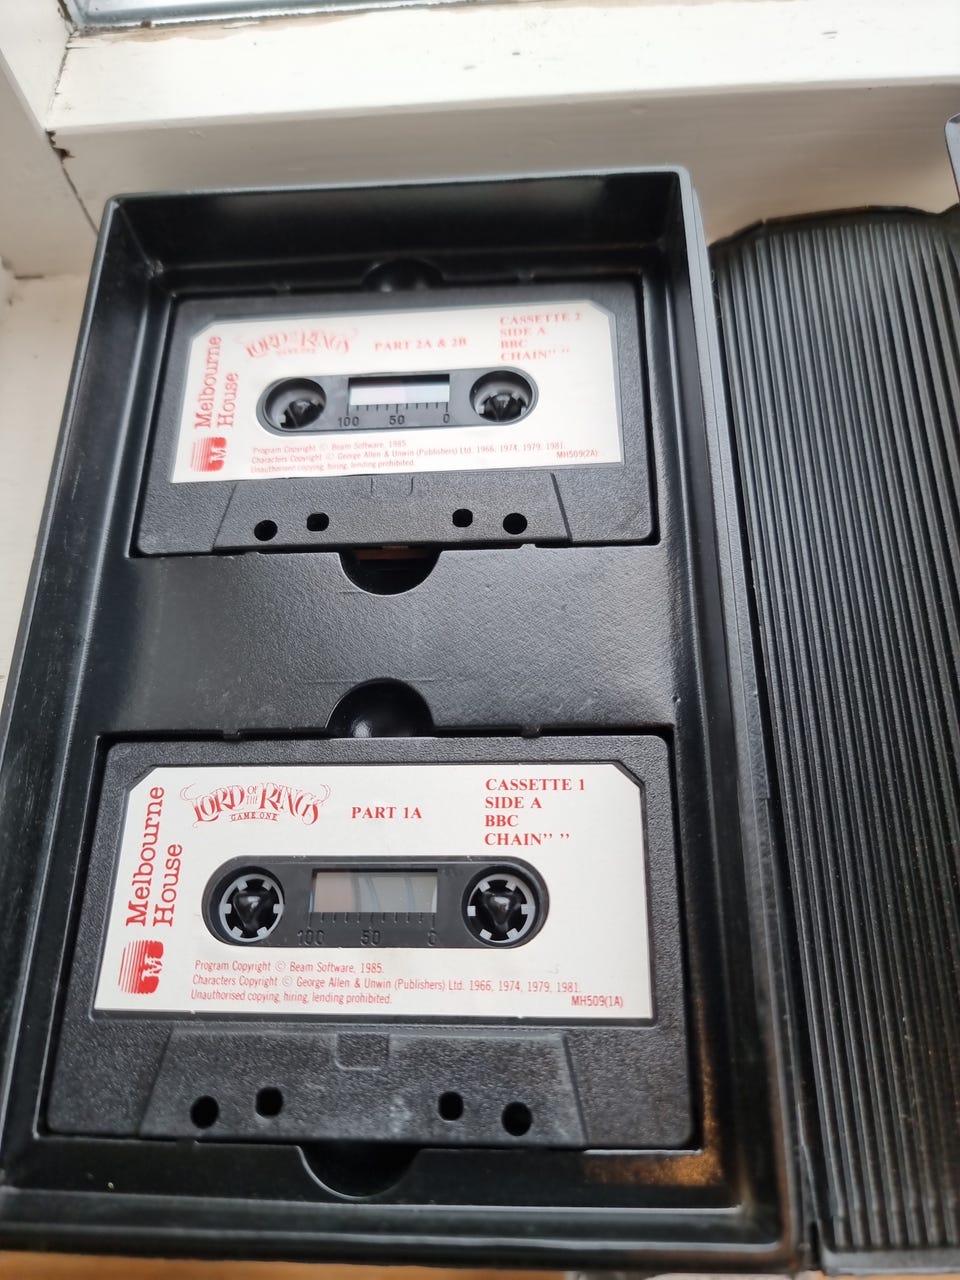 Melbourne
House
LORD OF THE RINGS
GAME ONE
PART 2A & 2B
CASSETTE 2
SIDE A
BBC
CHAIN" "
100 50 0
Program Copyright © Beam Software, 1985.
Characters Copyright © George Allen & Unwin (Publishers) Ltd. 1966, 1974, 1979, 1981.
Unauthorised copying, hiring, lending prohibited.
MH509(2A)
M
Melbourne
House
LORD OF THE RINGS
GAME ONE
PART 1A
CASSETTE 1
SIDE A
BBC
CHAIN" "
100 50 0
Program Copyright © Beam Software, 1985.
Characters Copyright © George Allen & Unwin (Publishers) Ltd. 1966, 1974, 1979, 1981.
Unauthorised copying, hiring, lending prohibited.
MH509(1A)
M